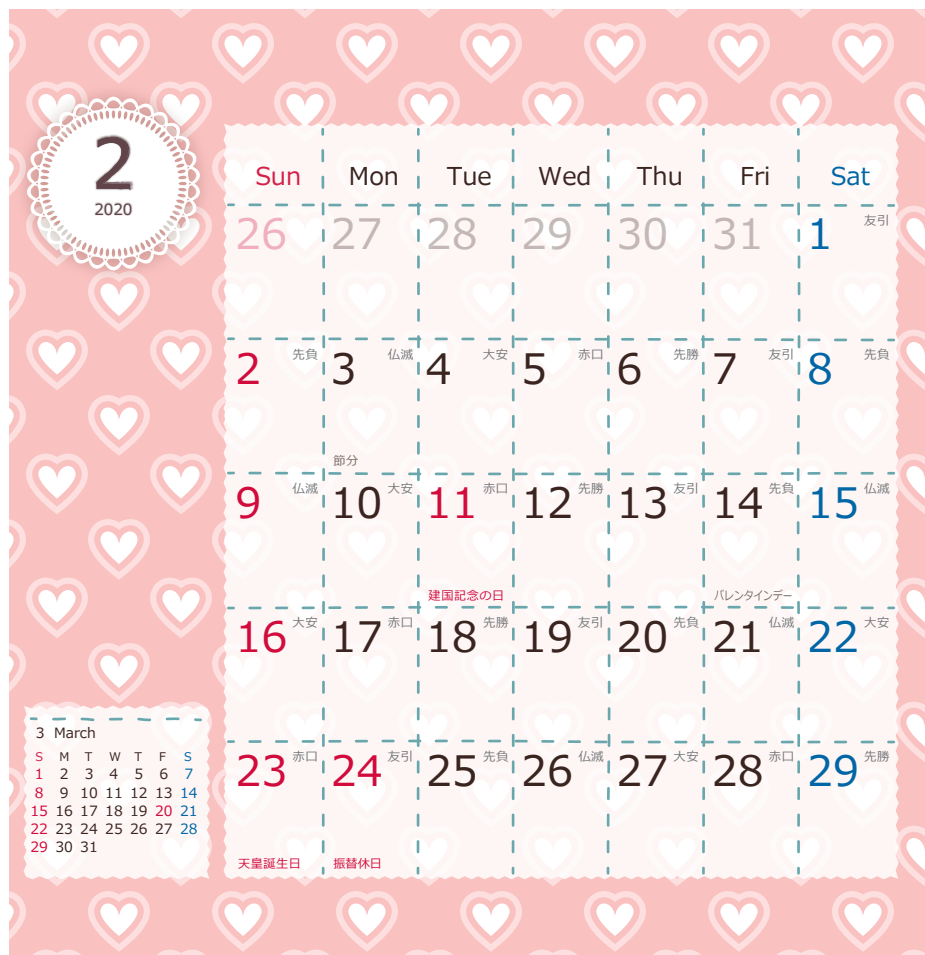 2
2020
Sun Mon Tue Wed Thu Fri Sat
26 27 28 29 30 31 1 友引
2 先負 3 仏滅 4 大安 5 赤口 6 先勝 7 友引 8 先負
節分
9 仏滅 10 大安 11 赤口 12 先勝 13 友引 14 先負 15 仏滅
建国記念の日 バレンタインデー
16 大安 17 赤口 18 先勝 19 友引 20 先負 21 仏滅 22 大安
23 赤口 24 友引 25 先負 26 仏滅 27 大安 28 赤口 29 先勝
天皇誕生日 振替休日
3 March
S M T W T F S
1 2 3 4 5 6 7
8 9 10 11 12 13 14
15 16 17 18 19 20 21
22 23 24 25 26 27 28
29 30 31